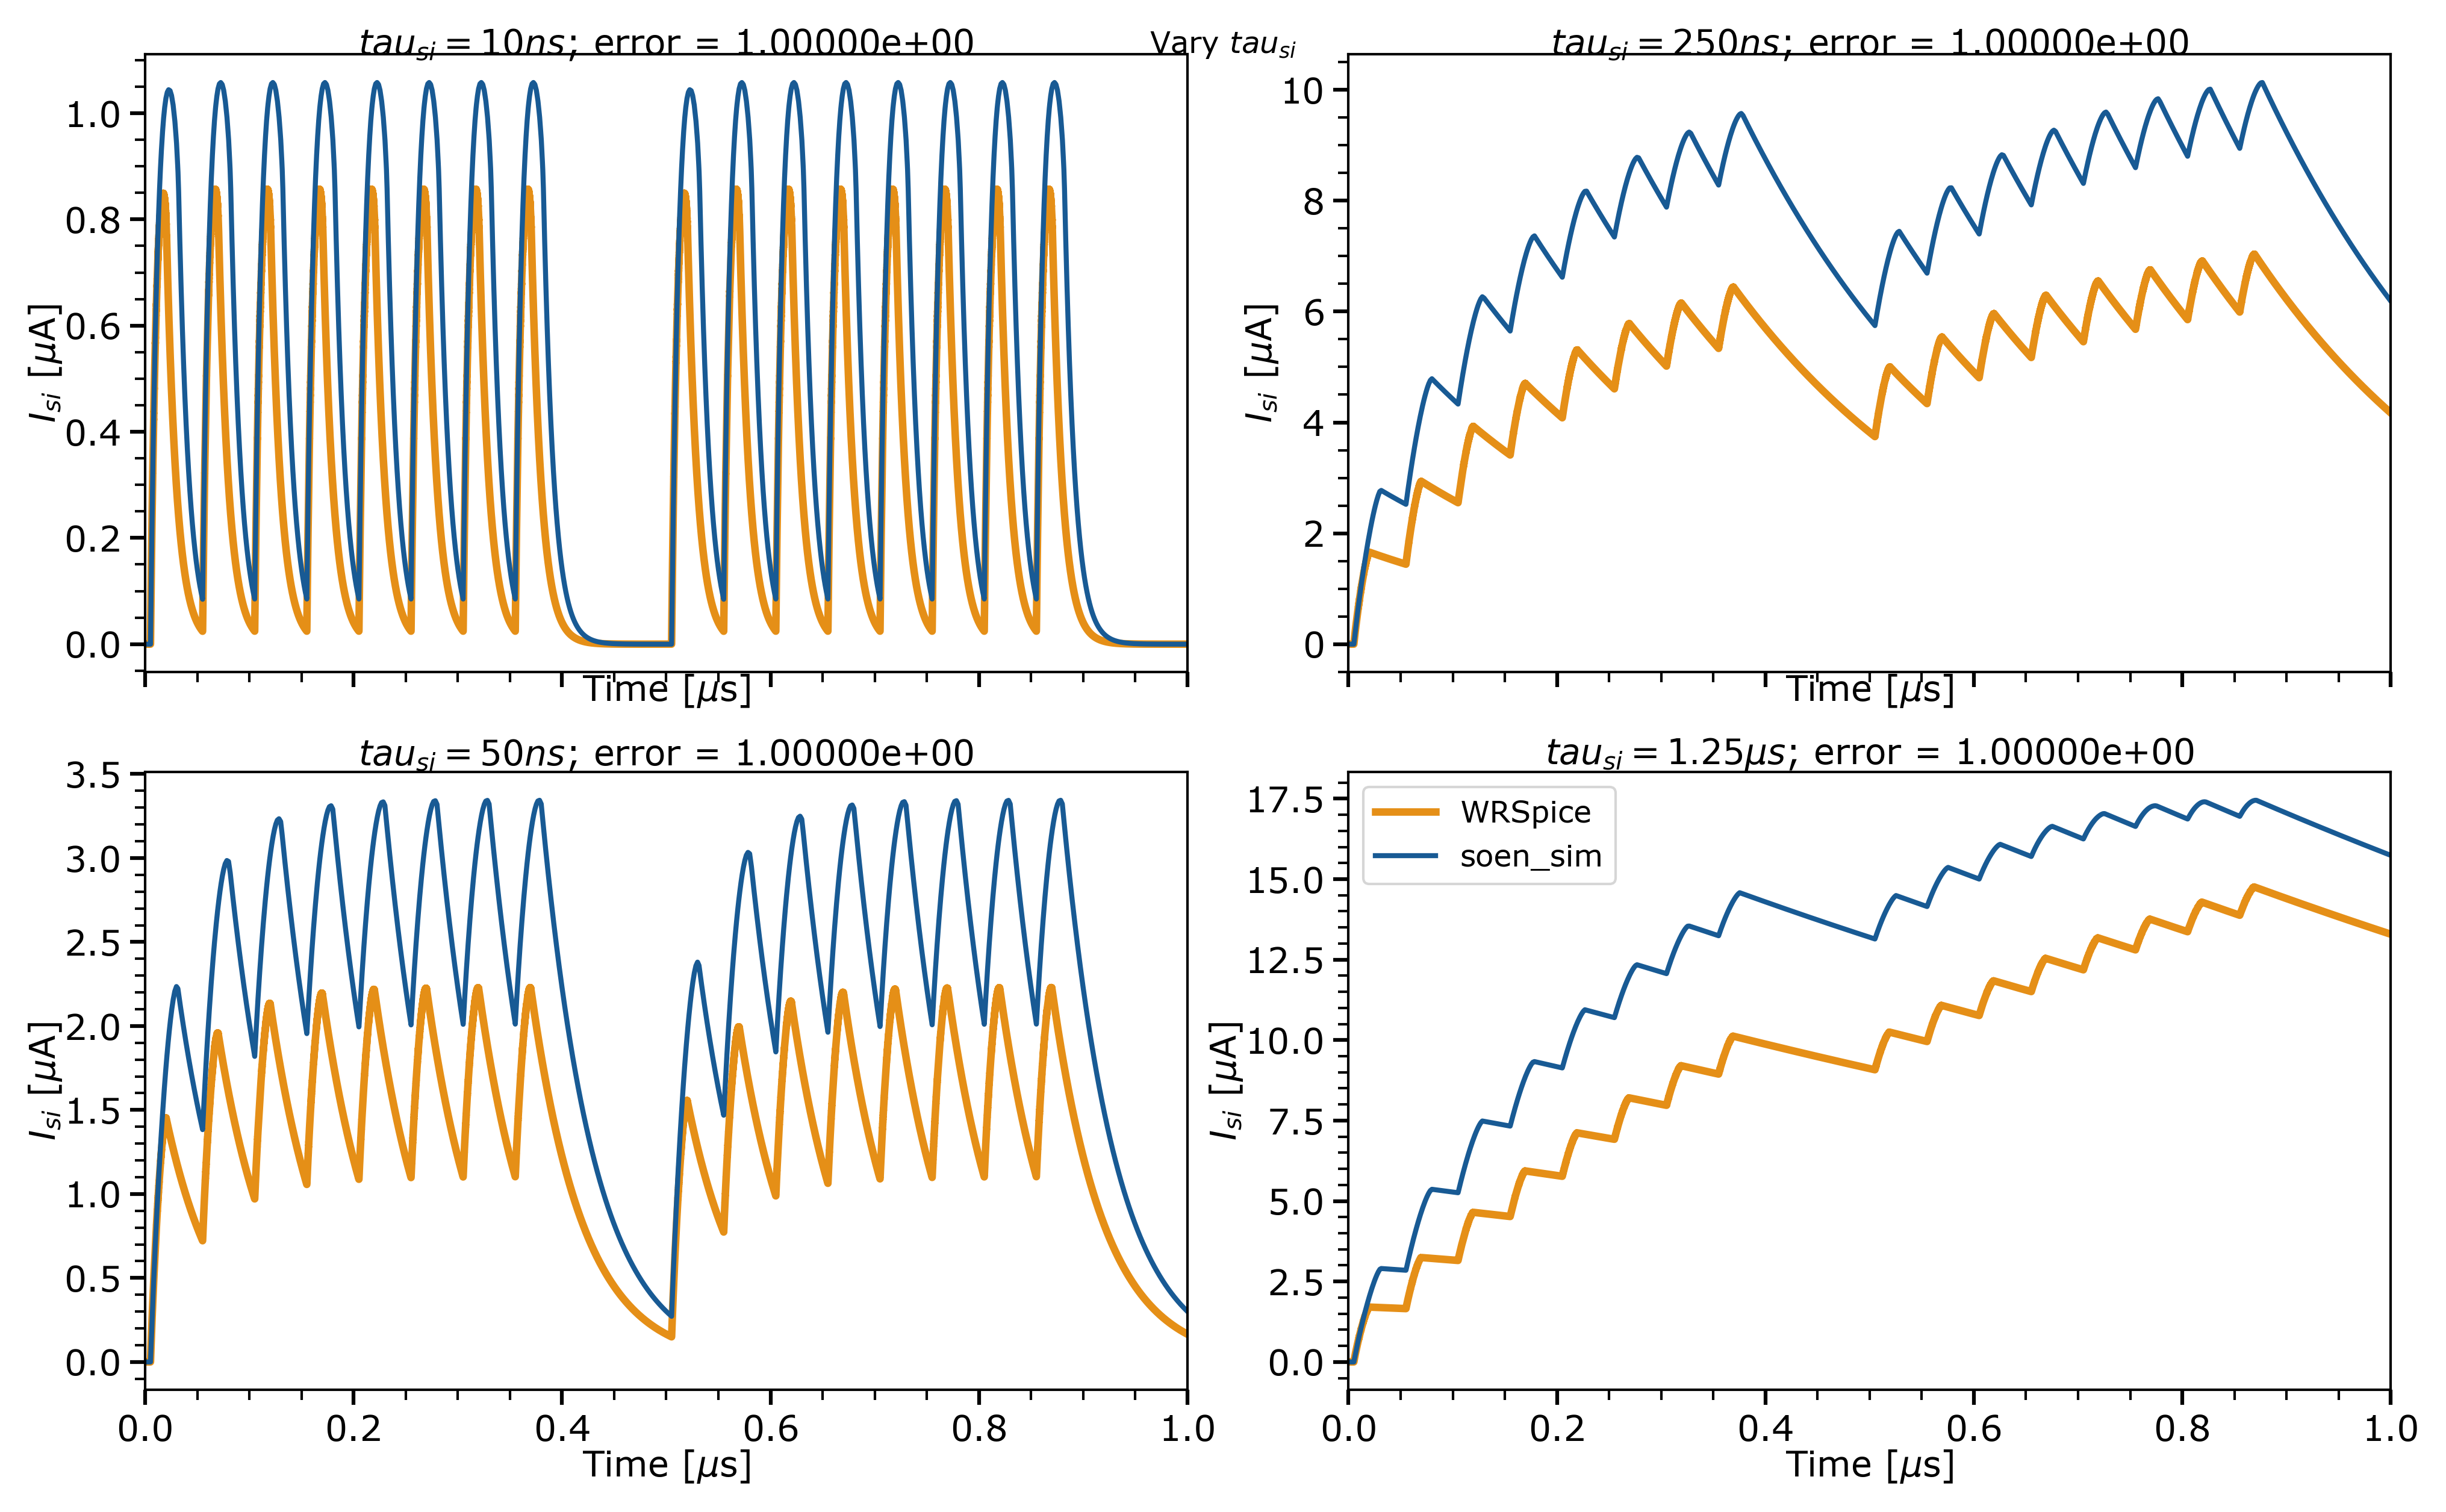 Vary tau_si
tau_si = 10ns; error = 1.00000e+00
I_si [μA]
1.0
0.8
0.6
0.4
0.2
0.0
Time [μs]
tau_si = 250ns; error = 1.00000e+00
I_si [μA]
10
8
6
4
2
0
Time [μs]
tau_si = 50ns; error = 1.00000e+00
I_si [μA]
3.5
3.0
2.5
2.0
1.5
1.0
0.5
0.0
0.0 0.2 0.4 0.6 0.8 1.0
Time [μs]
tau_si = 1.25μs; error = 1.00000e+00
WRSpice
soen_sim
I_si [μA]
17.5
15.0
12.5
10.0
7.5
5.0
2.5
0.0
0.0 0.2 0.4 0.6 0.8 1.0
Time [μs]